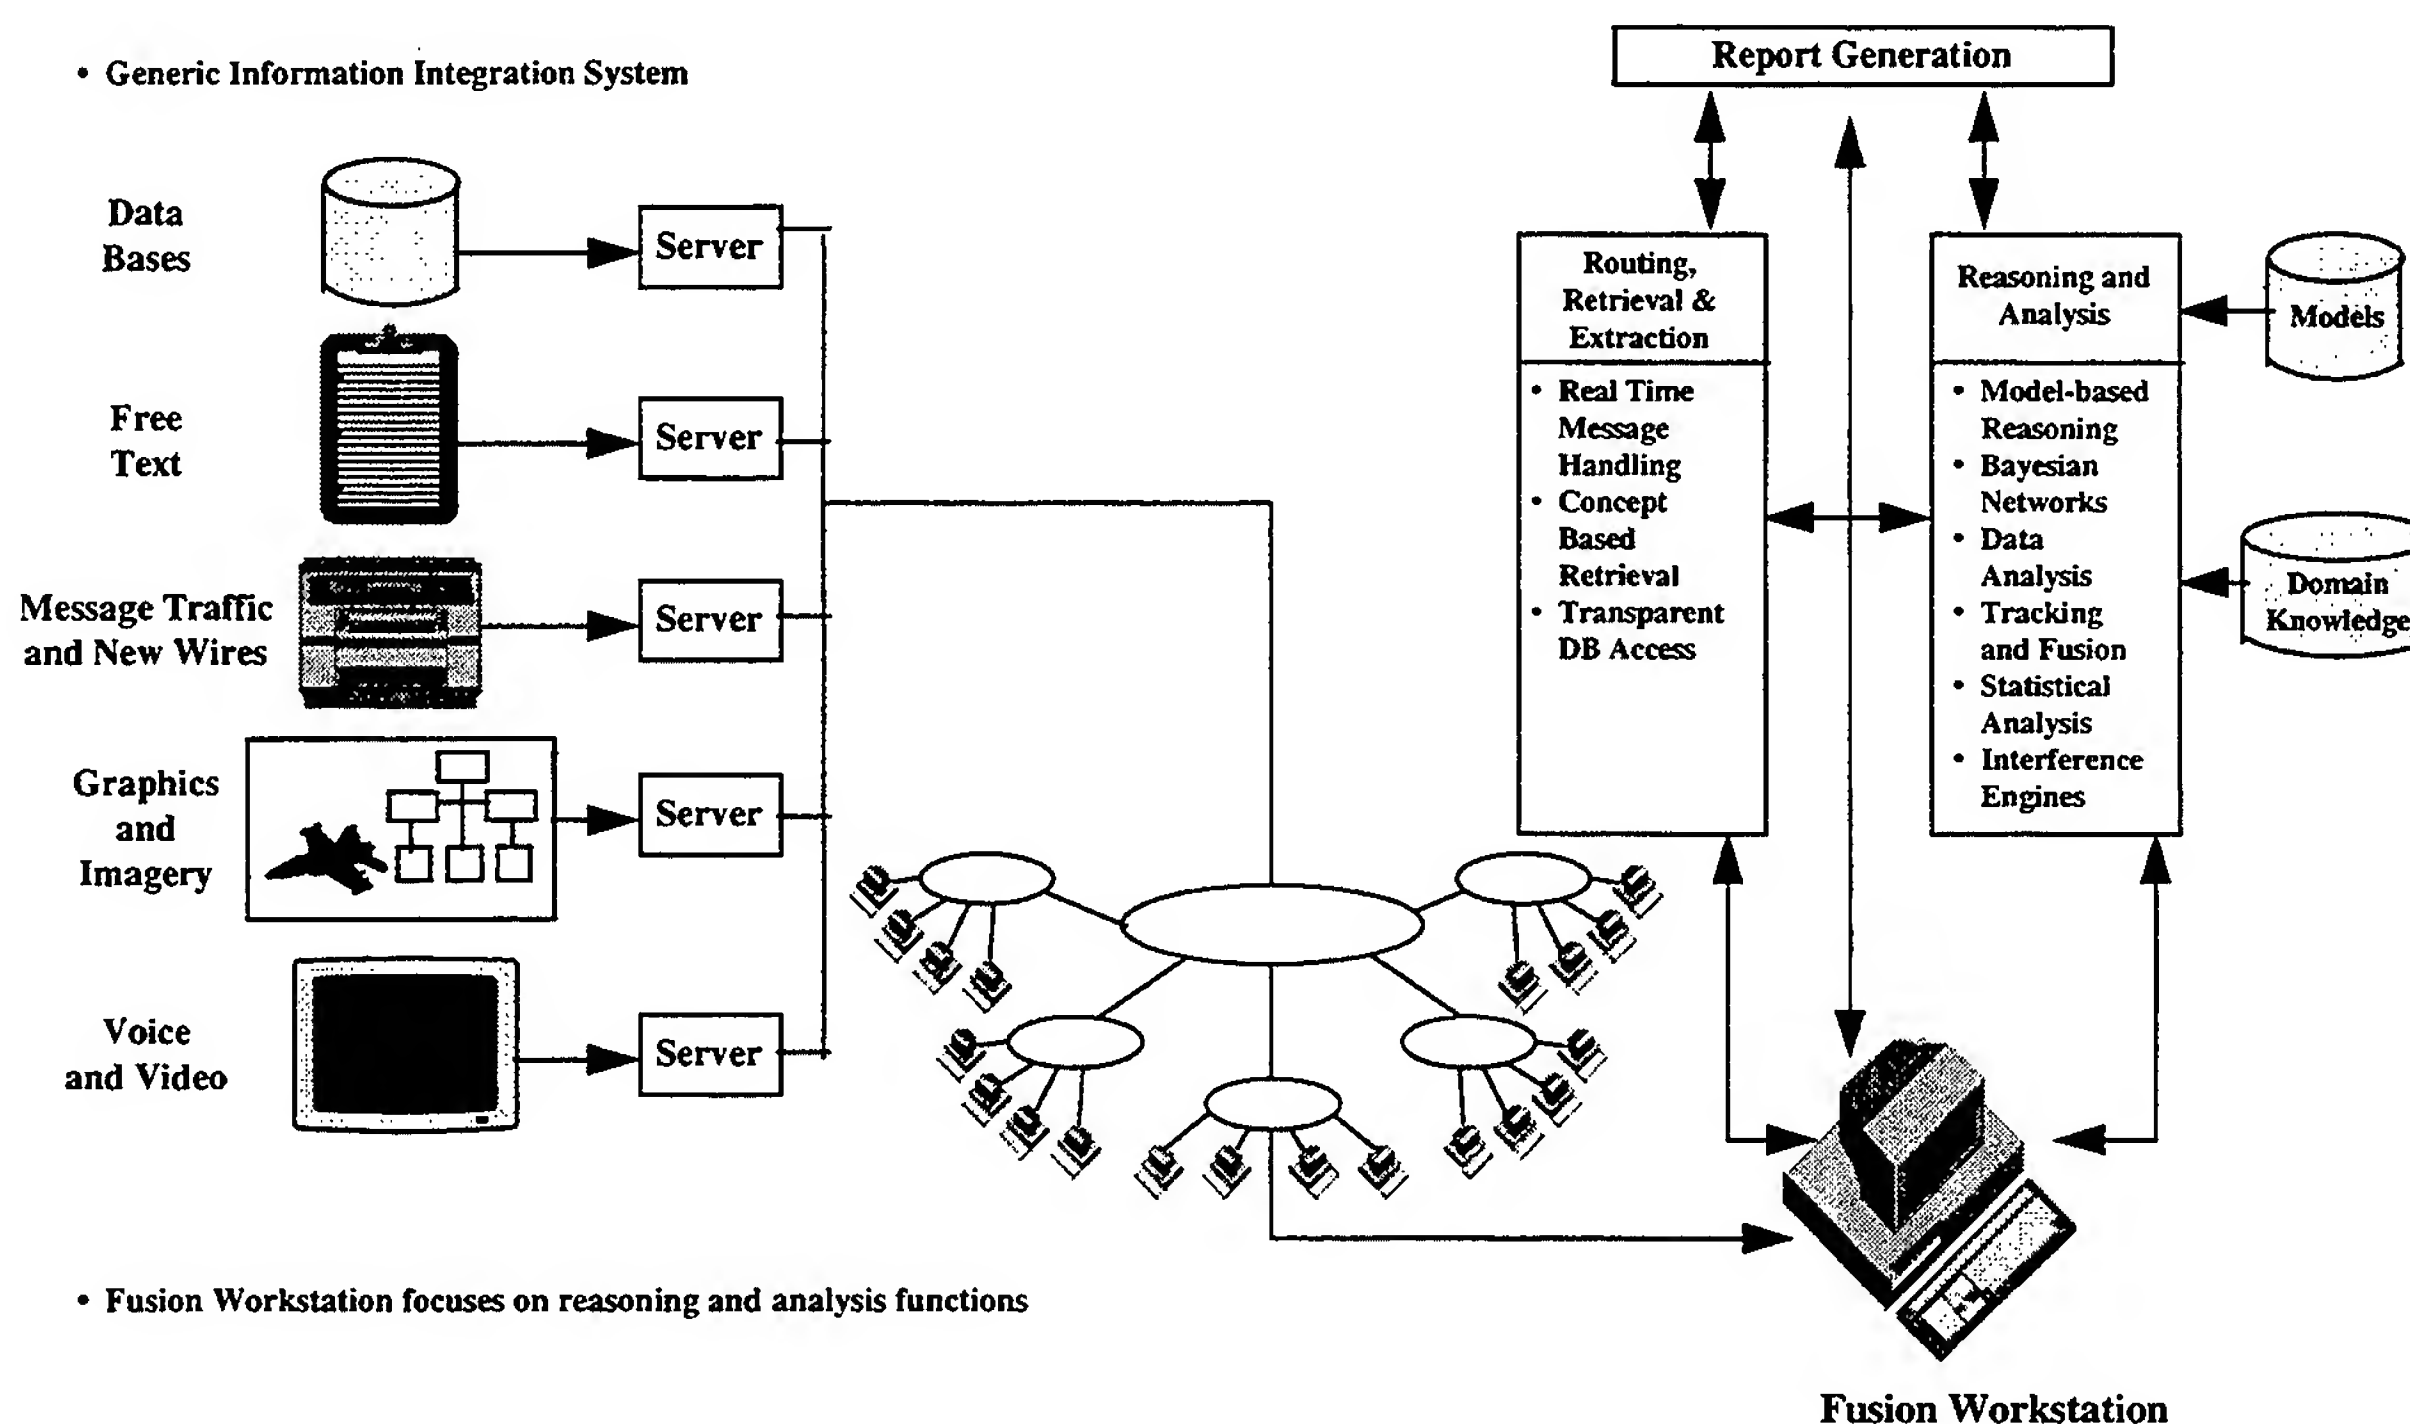 • Generic Information Integration System
Data
Bases
Server
Free
Text
Server
Message Traffic
and New Wires
Server
Graphics
and
Imagery
Server
Voice
and Video
Server
• Fusion Workstation focuses on reasoning and analysis functions
Report Generation
Routing,
Retrieval &
Extraction
• Real Time
Message
Handling
• Concept
Based
Retrieval
• Transparent
DB Access
Reasoning and
Analysis
• Model-based
Reasoning
• Bayesian
Networks
• Data
Analysis
• Tracking
and Fusion
• Statistical
Analysis
• Interference
Engines
Models
Domain
Knowledge
Fusion Workstation